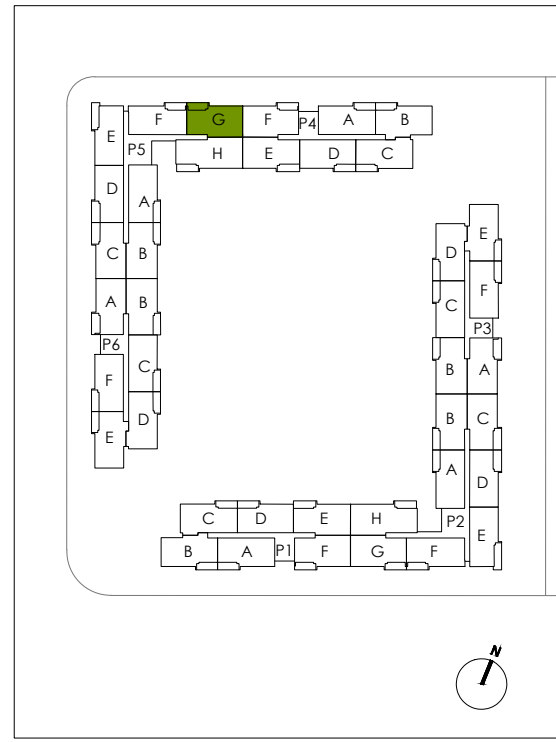 F G F P4 A B
E P5 H E D C
D A
C B
A B
P6
F C
E D
E
D
F
C P3
B A
B C
A D
P2
E
C D E H
B A P1 F G F
N